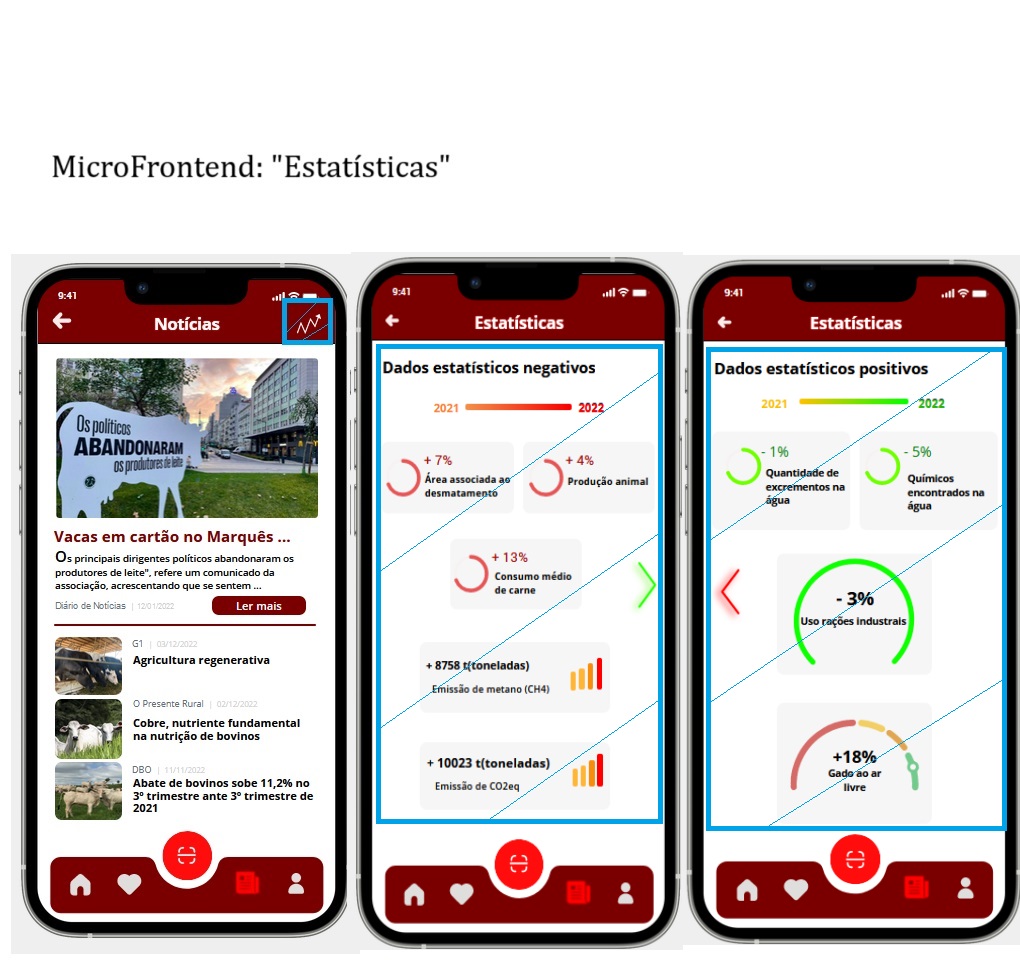 MicroFrontend: "Estatísticas"
9:41
Notícias
Os políticos
ABANDONARAM
os produtores de leite
Vacas em cartão no Marquês ...
Os principais dirigentes políticos abandonaram os
produtores de leite", refere um comunicado da
associação, acrescentando que se sentem ...
Diário de Notícias | 12/01/2022
Ler mais
G1 | 03/12/2022
Agricultura regenerativa
O Presente Rural | 02/12/2022
Cobre, nutriente fundamental
na nutrição de bovinos
DBO | 11/11/2022
Abate de bovinos sobe 11,2% no
3º trimestre ante 3º trimestre de
2021
9:41
Estatísticas
Dados estatísticos negativos
2021 2022
+ 7%
Área associada ao
desmatamento
+ 4%
Produção animal
+ 13%
Consumo médio
de carne
+ 8758 t(toneladas)
Emissão de metano (CH4)
+ 10023 t(toneladas)
Emissão de CO2eq
9:41
Estatísticas
Dados estatísticos positivos
2021 2022
- 1%
Quantidade de
excrementos na
água
- 5%
Químicos
encontrados na
água
- 3%
Uso rações industrais
+18%
Gado ao ar
livre